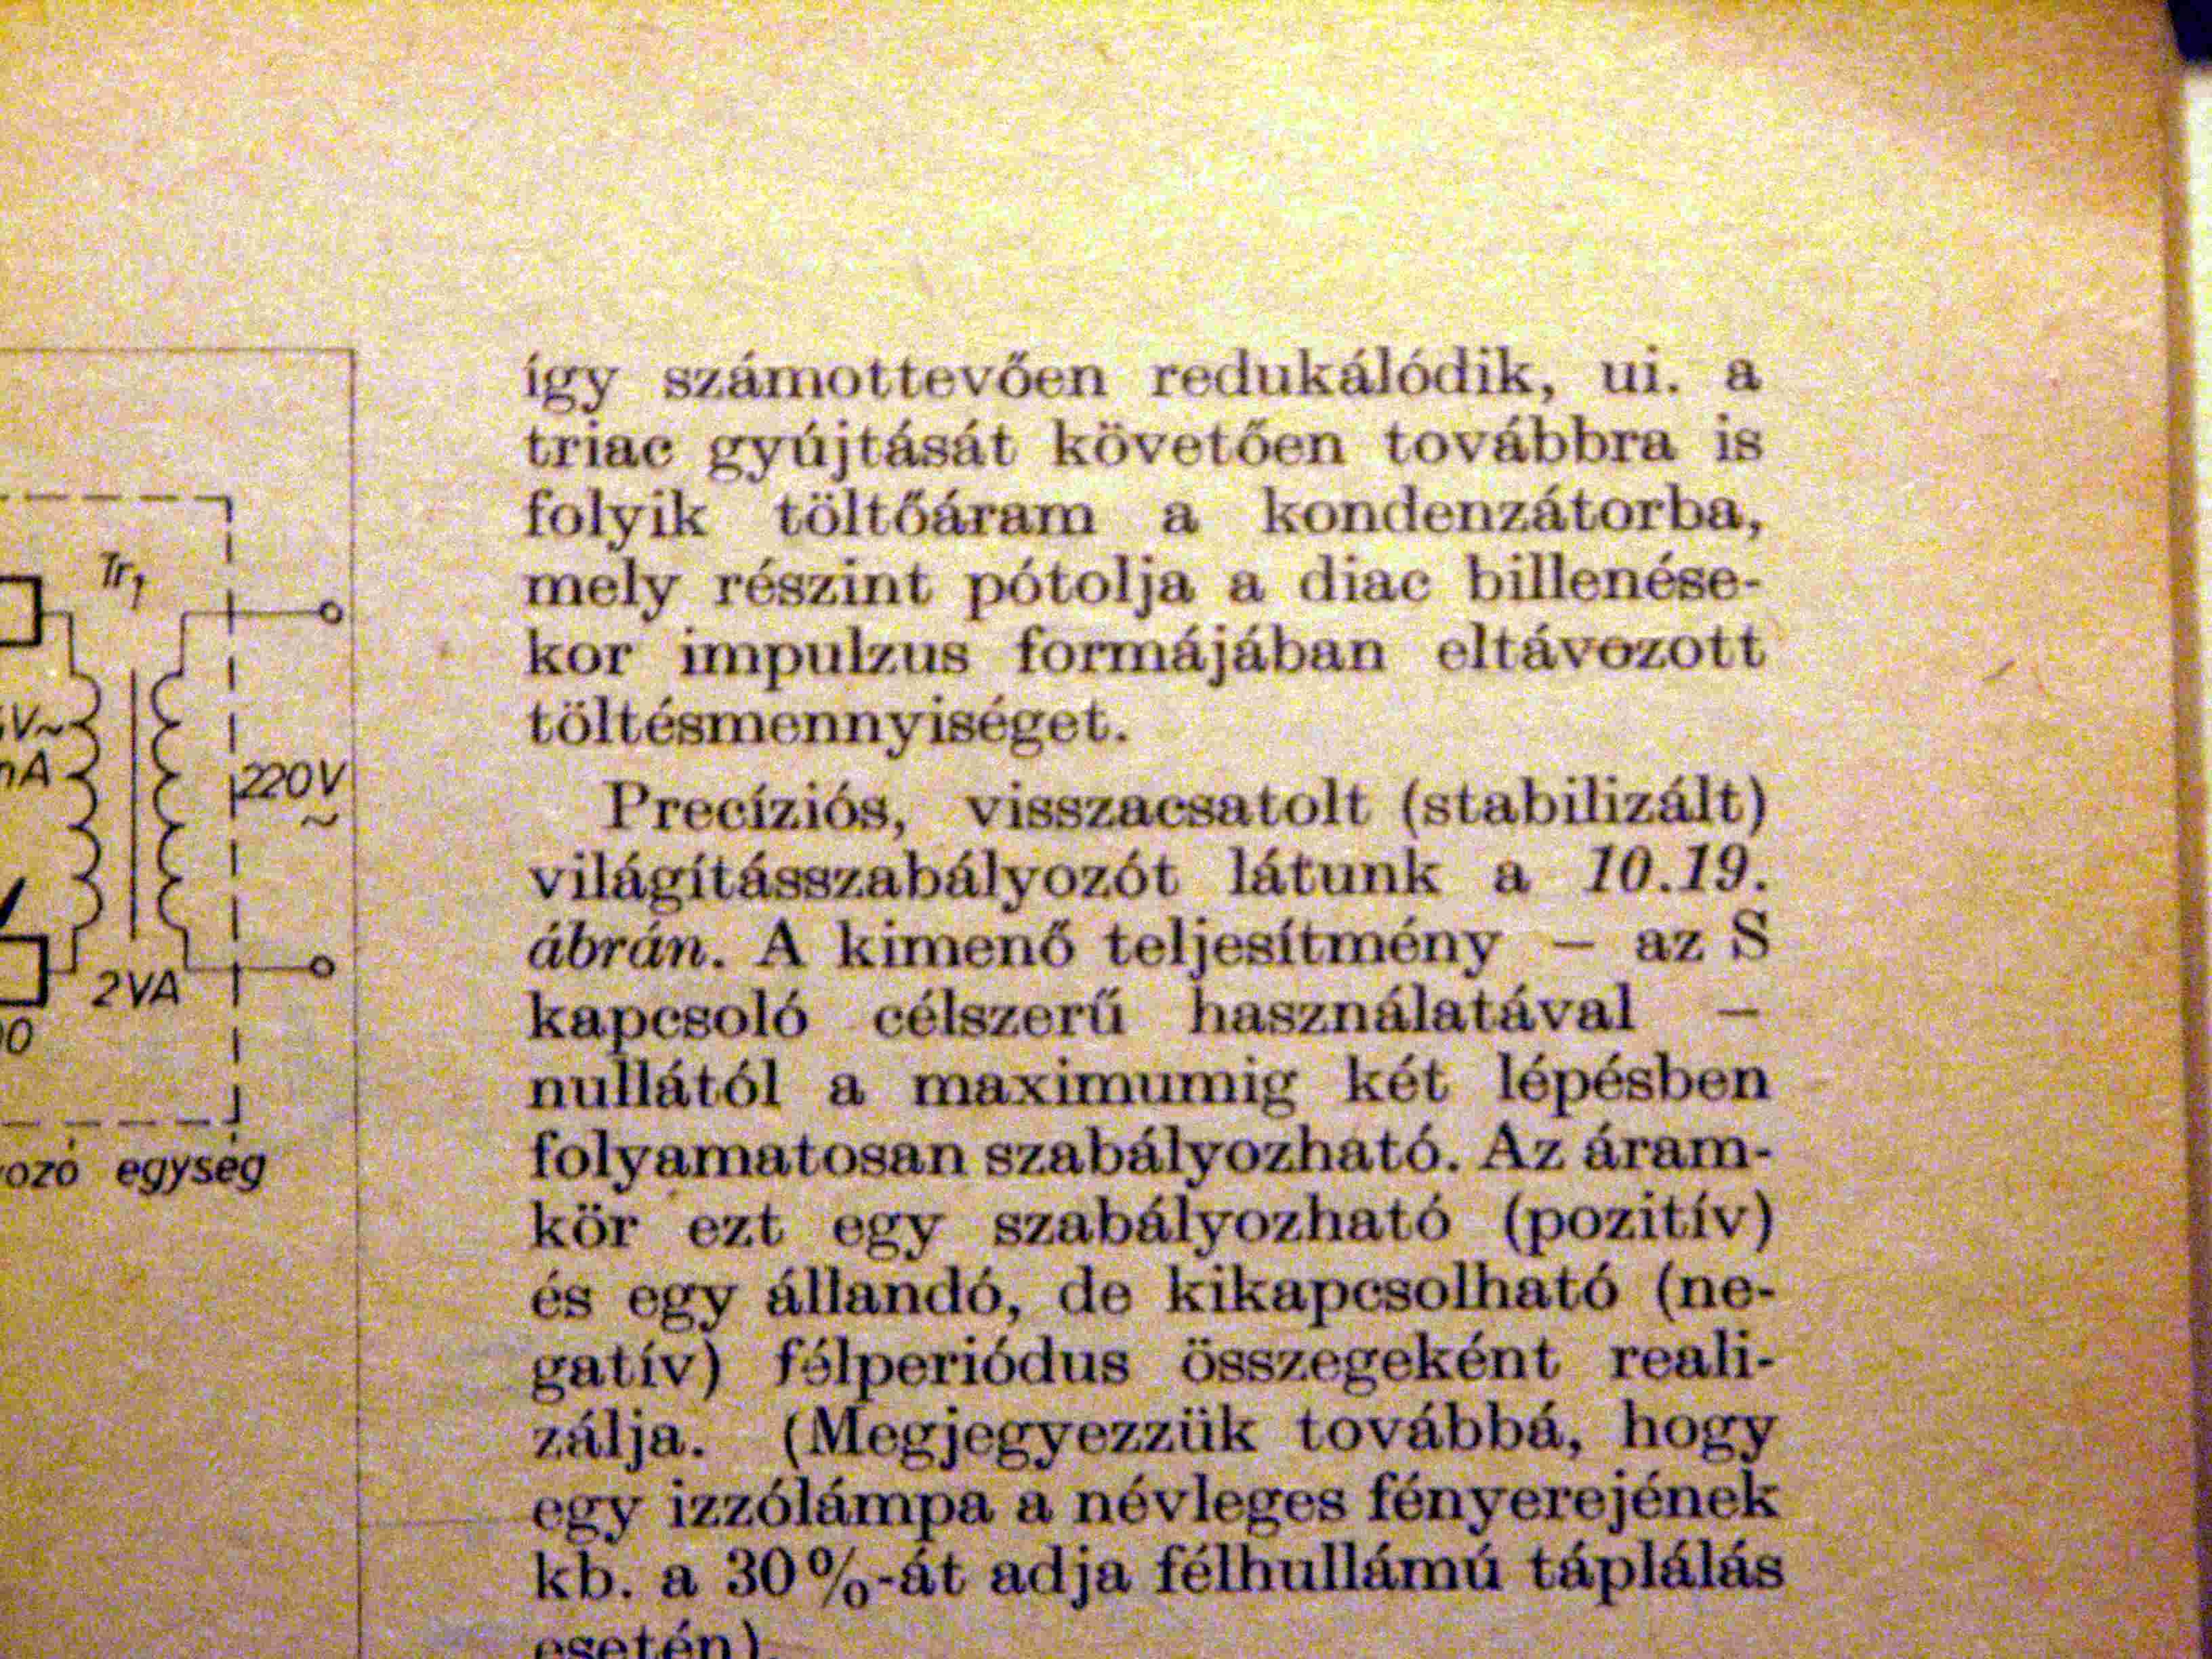 így számottevően redukálódik, ui. a
triac gyújtását követően továbbra is
folyik töltőáram a kondenzátorba,
mely részint pótolja a diac billenése-
kor impulzus formájában eltávozott
töltésmennyiséget.
Precíziós, visszacsatolt (stabilizált)
világításszabályozót látunk a 10.19.
ábrán. A kimenő teljesítmény – az S
kapcsoló célszerű használatával –
nullától a maximumig két lépésben
folyamatosan szabályozható. Az áram-
kör ezt egy szabályozható (pozitív)
és egy állandó, de kikapcsolható (ne-
gatív) félperiódus összegeként reali-
zálja. (Megjegyezzük továbbá, hogy
egy izzólámpa a névleges fényerejének
kb. a 30%-át adja félhullámú táplálás
esetén).
Tr1
V~
220V
~
2VA
egység